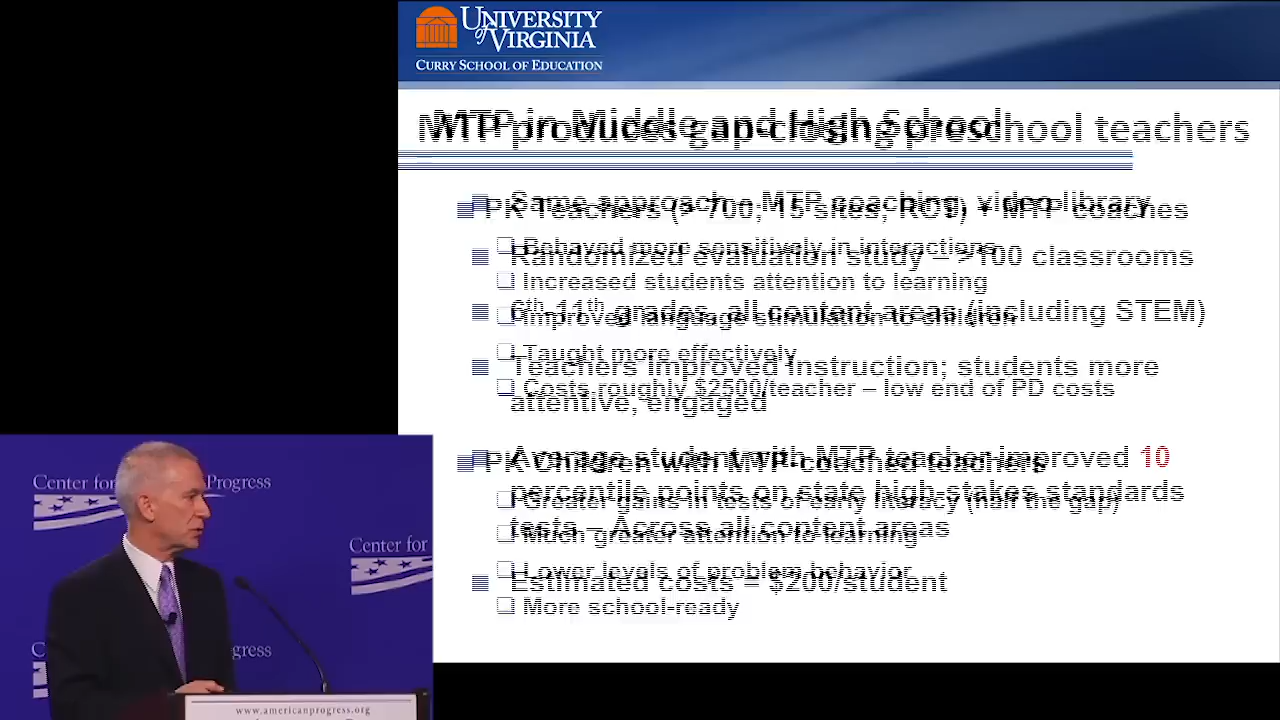 UNIVERSITY
of VIRGINIA
CURRY SCHOOL OF EDUCATION
MTP in Middle and High School
MTP produces gap closing preschool teachers
Same approach – MTP coaching, video library
Randomized evaluation study – >100 classrooms
6th-11th grades, all content areas (including STEM)
Teachers improved instruction; students more
attentive, engaged
Average student with MTP teacher improved 10
percentile points on state high-stakes standards
tests – Across all content areas
Estimated costs = $200/student
PK Teachers (> 700; 15 sites; RCTs) + MTP coaches
Behaved more sensitively in interactions
Increased students attention to learning
Improved language stimulation to children
Taught more effectively
Costs roughly $2500/teacher – low end of PD costs
PK Children with MTP coached teachers
Greater gains in tests of early literacy (half the gap)
Much greater attention to learning
Lower levels of problem behavior
More school-ready
Center for Progress
Center for
gress
www.americanprogress.org